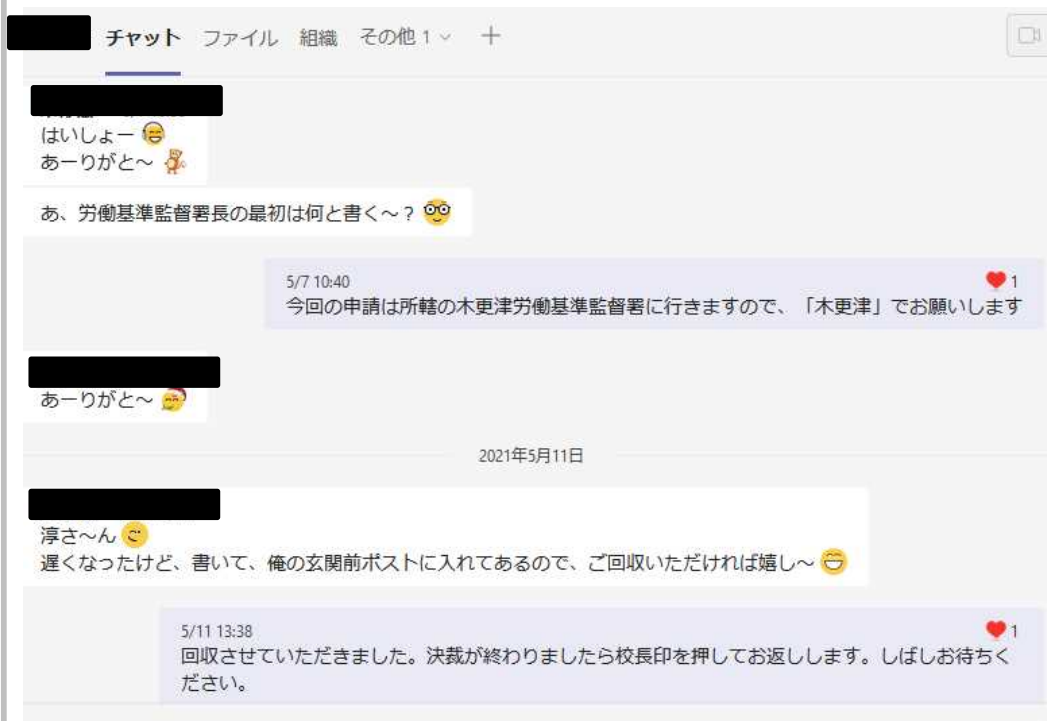 チャット ファイル 組織 その他 1
はいしょー
あーりがと～
あ、労働基準監督署長の最初は何と書く～？
5/7 10:40
1
今回の申請は所轄の木更津労働基準監督署に行きますので、「木更津」でお願いします
あーりがと～
2021年5月11日
淳さ～ん
遅くなったけど、書いて、俺の玄関前ポストに入れてあるので、ご回収いただければ嬉し～
5/11 13:38
1
回収させていただきました。決裁が終わりましたら校長印を押してお返しします。しばしお待ちく
ださい。